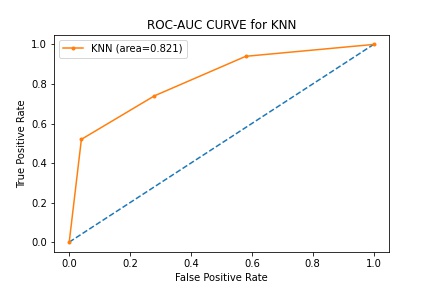 ROC-AUC CURVE for KNN
KNN (area=0.821)
True Positive Rate
1.0
0.8
0.6
0.4
0.2
0.0
0.0 0.2 0.4 0.6 0.8 1.0
False Positive Rate